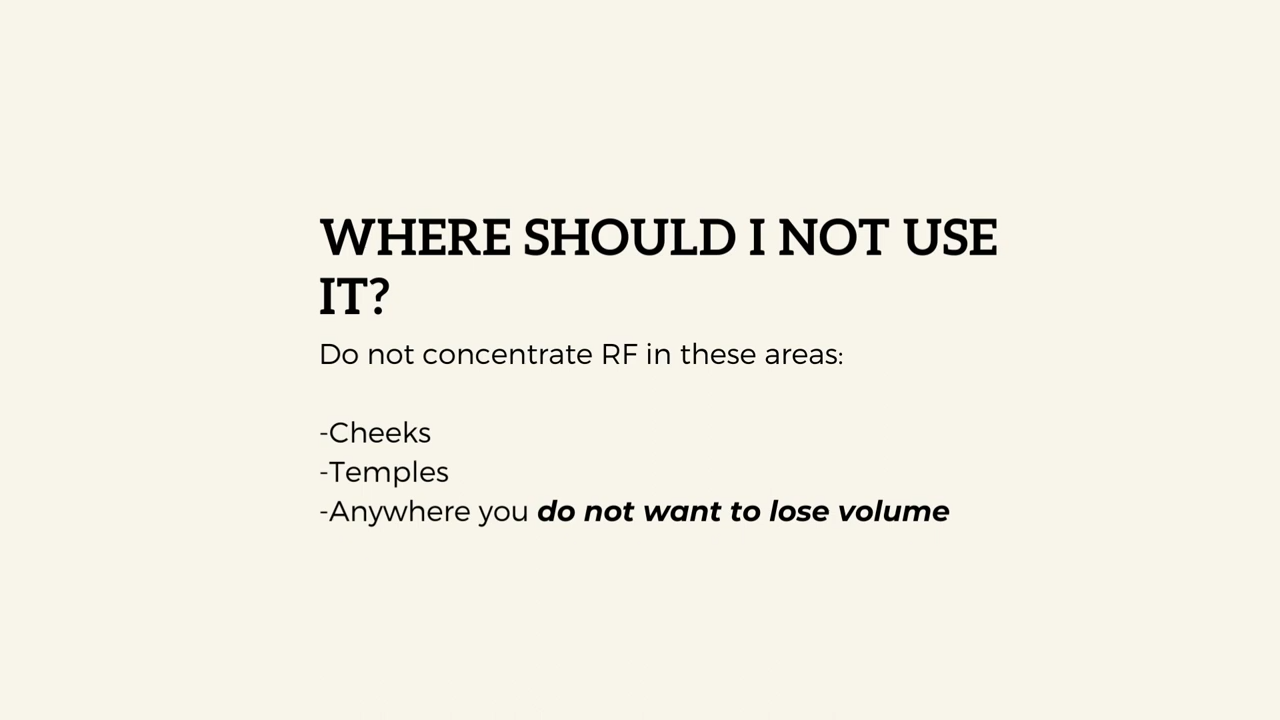 WHERE SHOULD I NOT USE
IT?
Do not concentrate RF in these areas:
-Cheeks
-Temples
-Anywhere you do not want to lose volume